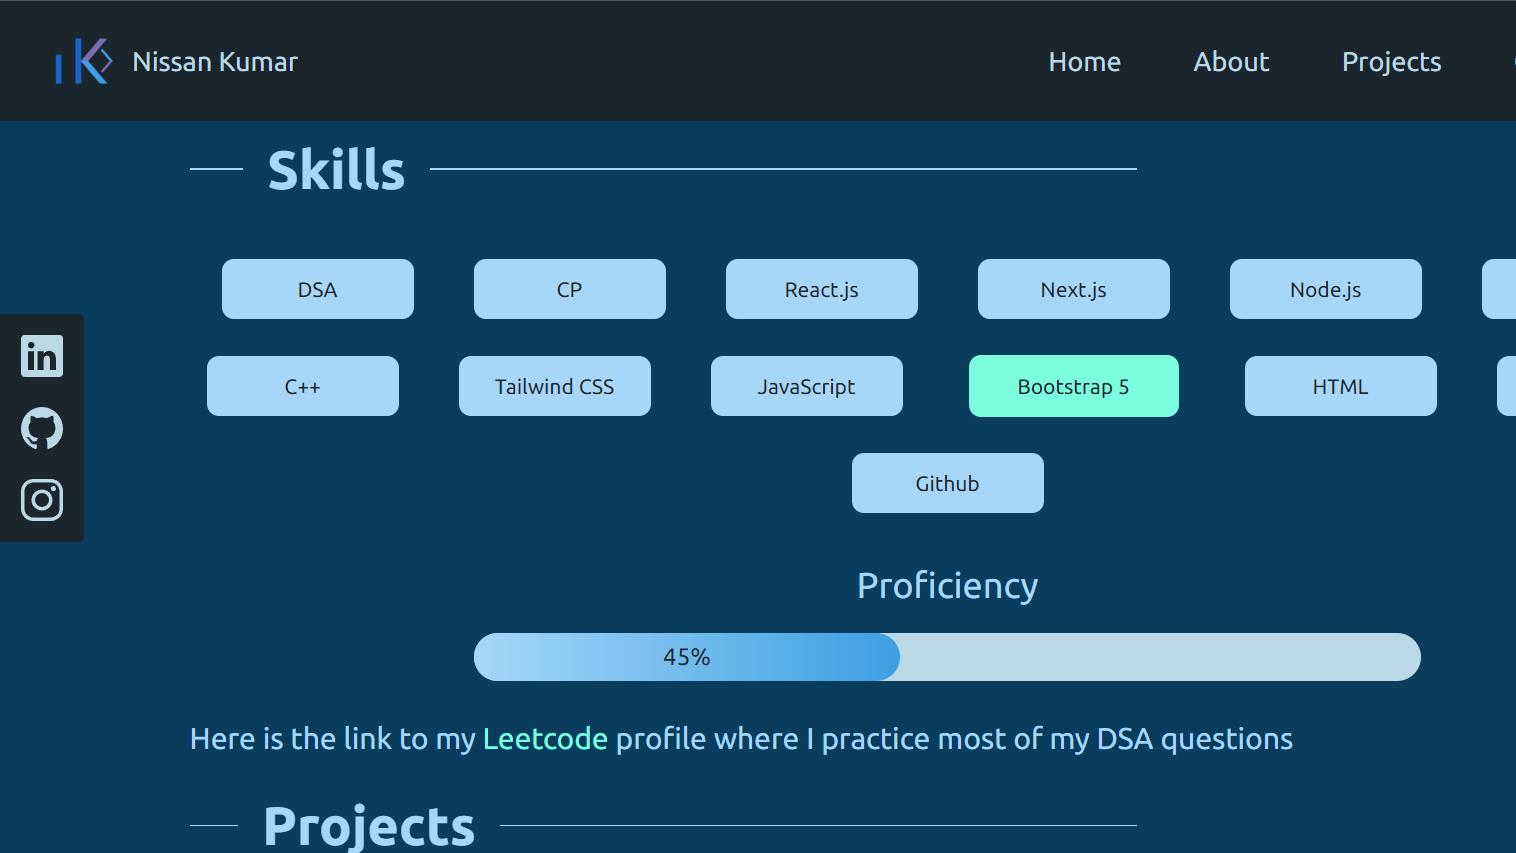 Nissan Kumar Home About Projects
Skills
DSA CP React.js Next.js Node.js
C++ Tailwind CSS JavaScript Bootstrap 5 HTML
Github
Proficiency
45%
Here is the link to my Leetcode profile where I practice most of my DSA questions
Projects